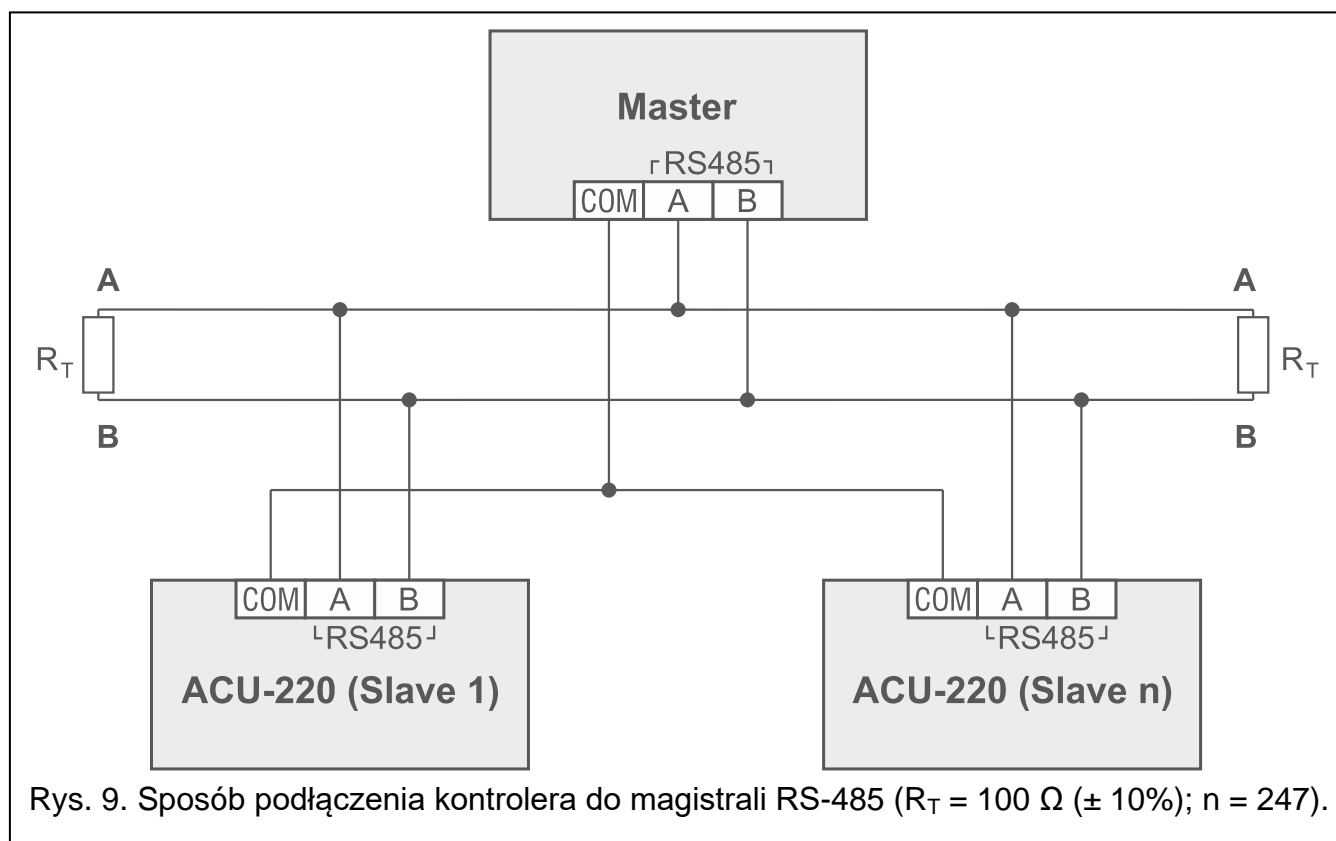 Master
┌RS485┐
COM A B
A A
R_T R_T
B B
COM A B COM A B
└RS485┘ └RS485┘
ACU-220 (Slave 1) ACU-220 (Slave n)
Rys. 9. Sposób podłączenia kontrolera do magistrali RS-485 (R_T = 100 Ω (± 10%); n = 247).